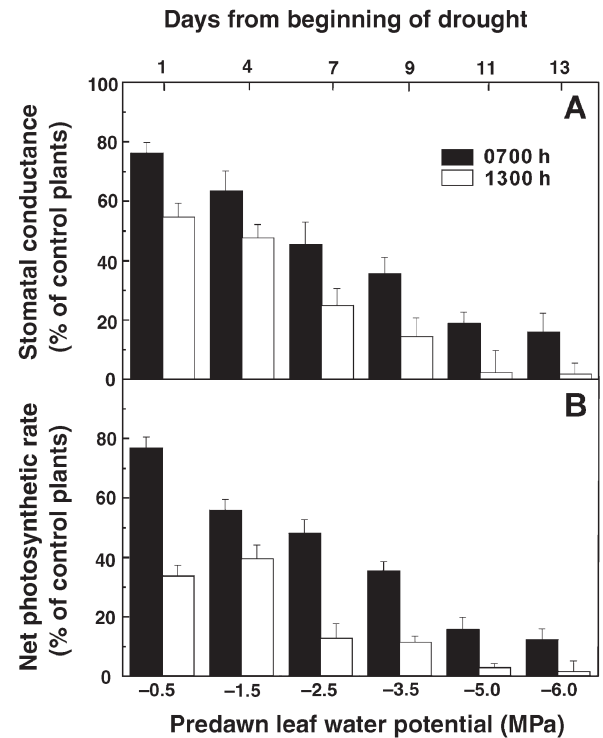 Days from beginning of drought
1 4 7 9 11 13
100
80
60
40
20
0
Stomatal conductance
(% of control plants)
A
0700 h
1300 h
B
80
60
40
20
0
Net photosynthetic rate
(% of control plants)
−0.5 −1.5 −2.5 −3.5 −5.0 −6.0
Predawn leaf water potential (MPa)